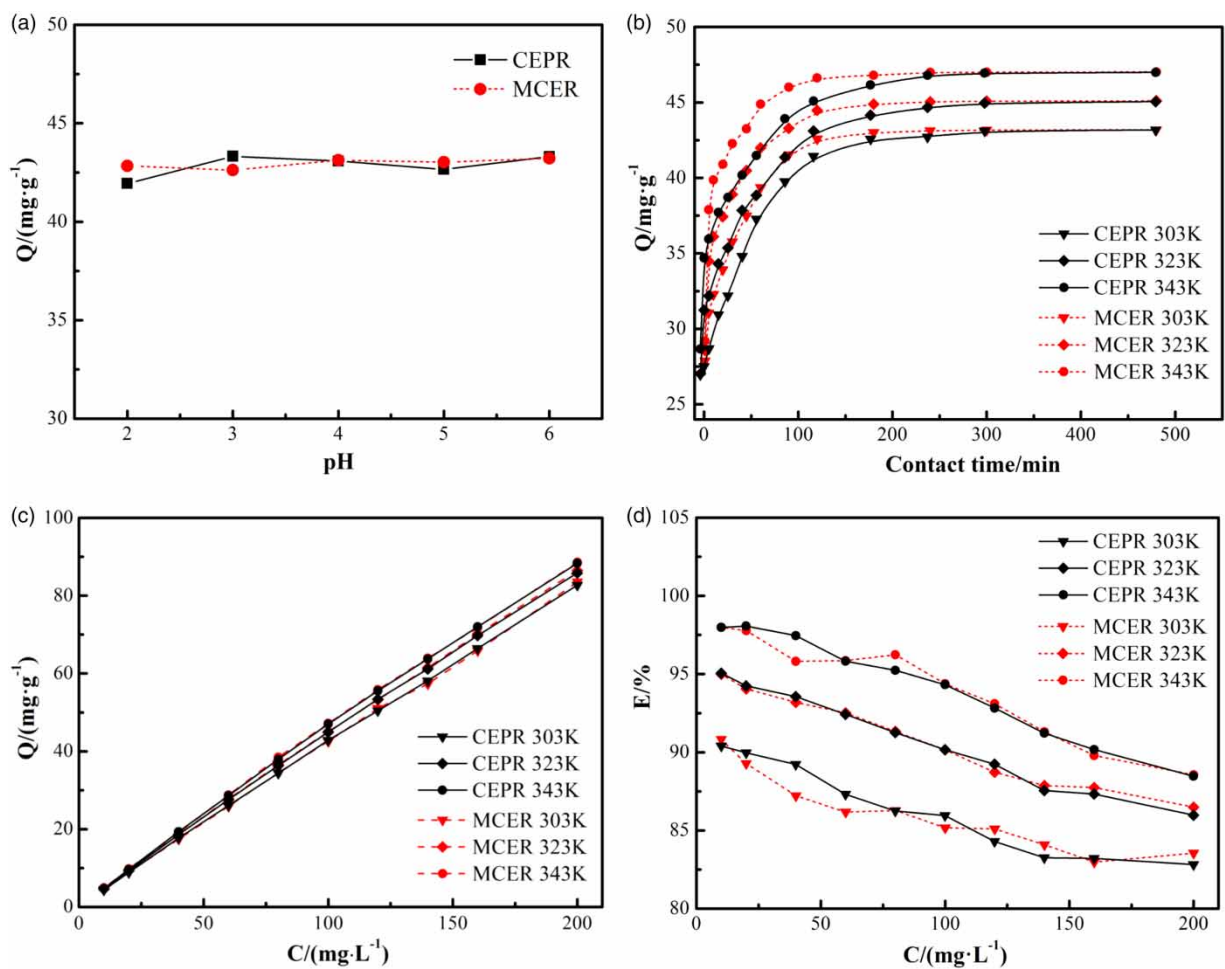 (a)
50
45
40
35
30
Q/(mg·g⁻¹)
CEPR
MCER
2 3 4 5 6
pH
(b)
50
45
40
35
30
25
Q/mg·g⁻¹
CEPR 303K
CEPR 323K
CEPR 343K
MCER 303K
MCER 323K
MCER 343K
0 100 200 300 400 500
Contact time/min
(c)
100
80
60
40
20
0
Q/(mg·g⁻¹)
CEPR 303K
CEPR 323K
CEPR 343K
MCER 303K
MCER 323K
MCER 343K
0 50 100 150 200
C/(mg·L⁻¹)
(d)
105
100
95
90
85
80
E/%
CEPR 303K
CEPR 323K
CEPR 343K
MCER 303K
MCER 323K
MCER 343K
0 50 100 150 200
C/(mg·L⁻¹)